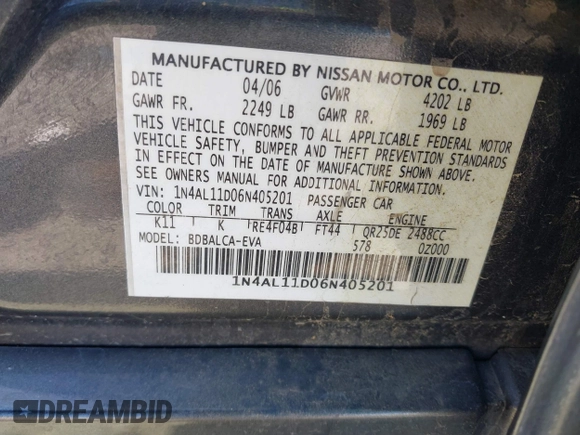 MANUFACTURED BY NISSAN MOTOR CO., LTD.
DATE 04/06 GVWR 4202 LB
GAWR FR. 2249 LB GAWR RR. 1969 LB
THIS VEHICLE CONFORMS TO ALL APPLICABLE FEDERAL MOTOR
VEHICLE SAFETY, BUMPER AND THEFT PREVENTION STANDARDS
IN EFFECT ON THE DATE OF MANUFACTURE SHOWN ABOVE.
SEE OWNERS MANUAL FOR ADDITIONAL INFORMATION.
VIN: 1N4AL11D06N405201 PASSENGER CAR
COLOR TRIM TRANS AXLE ENGINE
K11 K RE4F04B FT44 QR25DE 2488CC
MODEL: BDBALCA-EVA 578 0Z000
1N4AL11D06N405201
DREAMBID